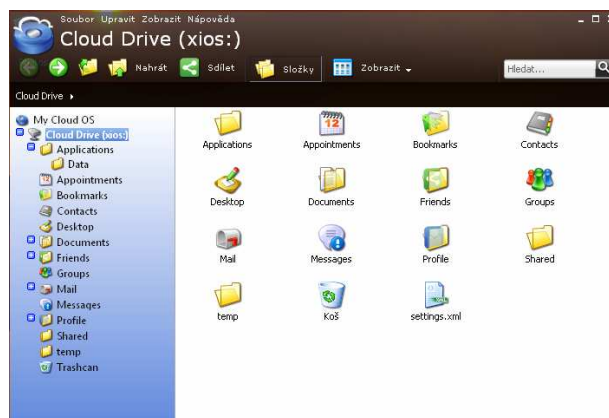 Soubor Upravit Zobrazit Nápověda
Cloud Drive (xios:)
Nahrát Sdílet Složky Zobrazit Hledat...
Cloud Drive
My Cloud OS
Cloud Drive (xios:)
Applications
Data
Appointments
Bookmarks
Contacts
Desktop
Documents
Friends
Groups
Mail
Messages
Profile
Shared
temp
Trashcan
Applications 12 Appointments Bookmarks Contacts
Desktop Documents Friends Groups
Mail Messages Profile Shared
temp Koš settings.xml